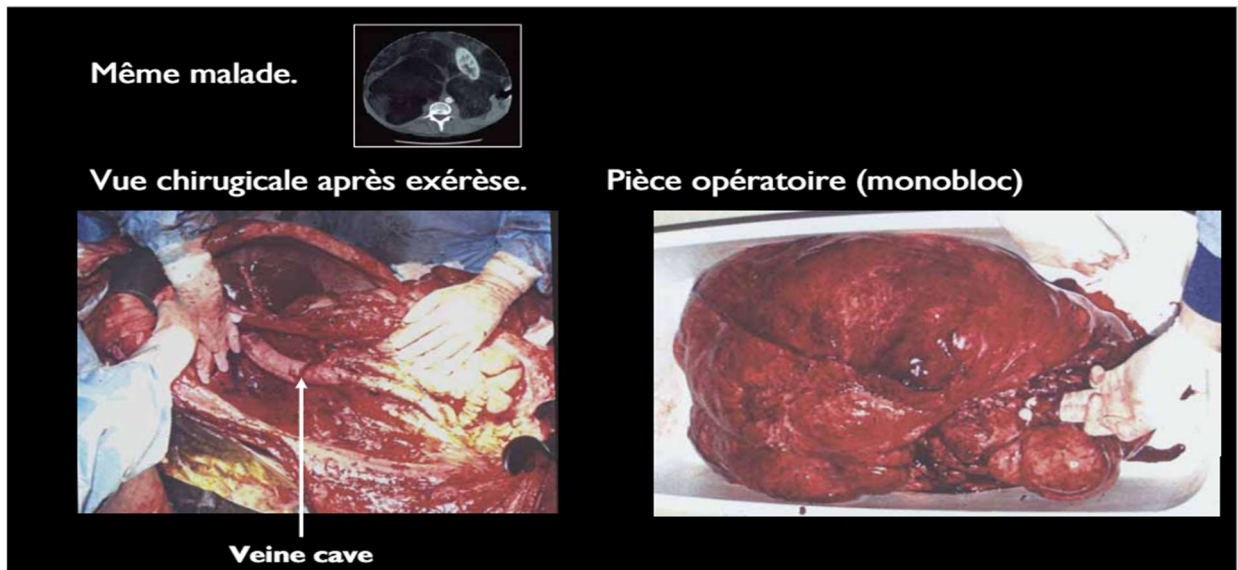 Même malade.
Vue chirugicale après exérèse.
Pièce opératoire (monobloc)
Veine cave